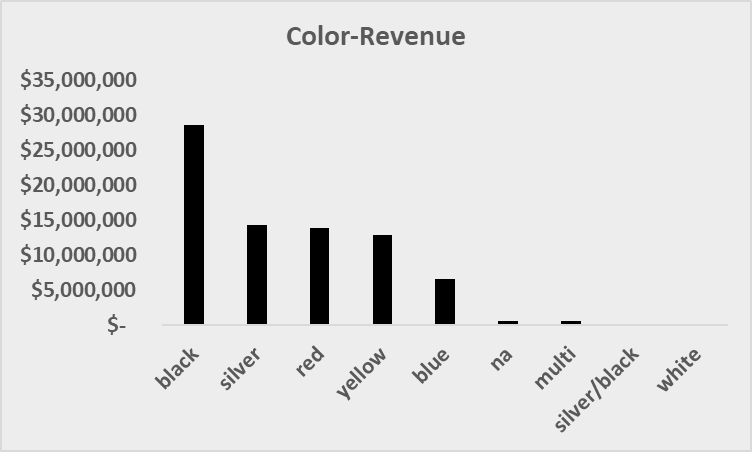 Color-Revenue
$35,000,000
$30,000,000
$25,000,000
$20,000,000
$15,000,000
$10,000,000
$5,000,000
$-
black
silver
red
yellow
blue
na
multi
silver/black
white